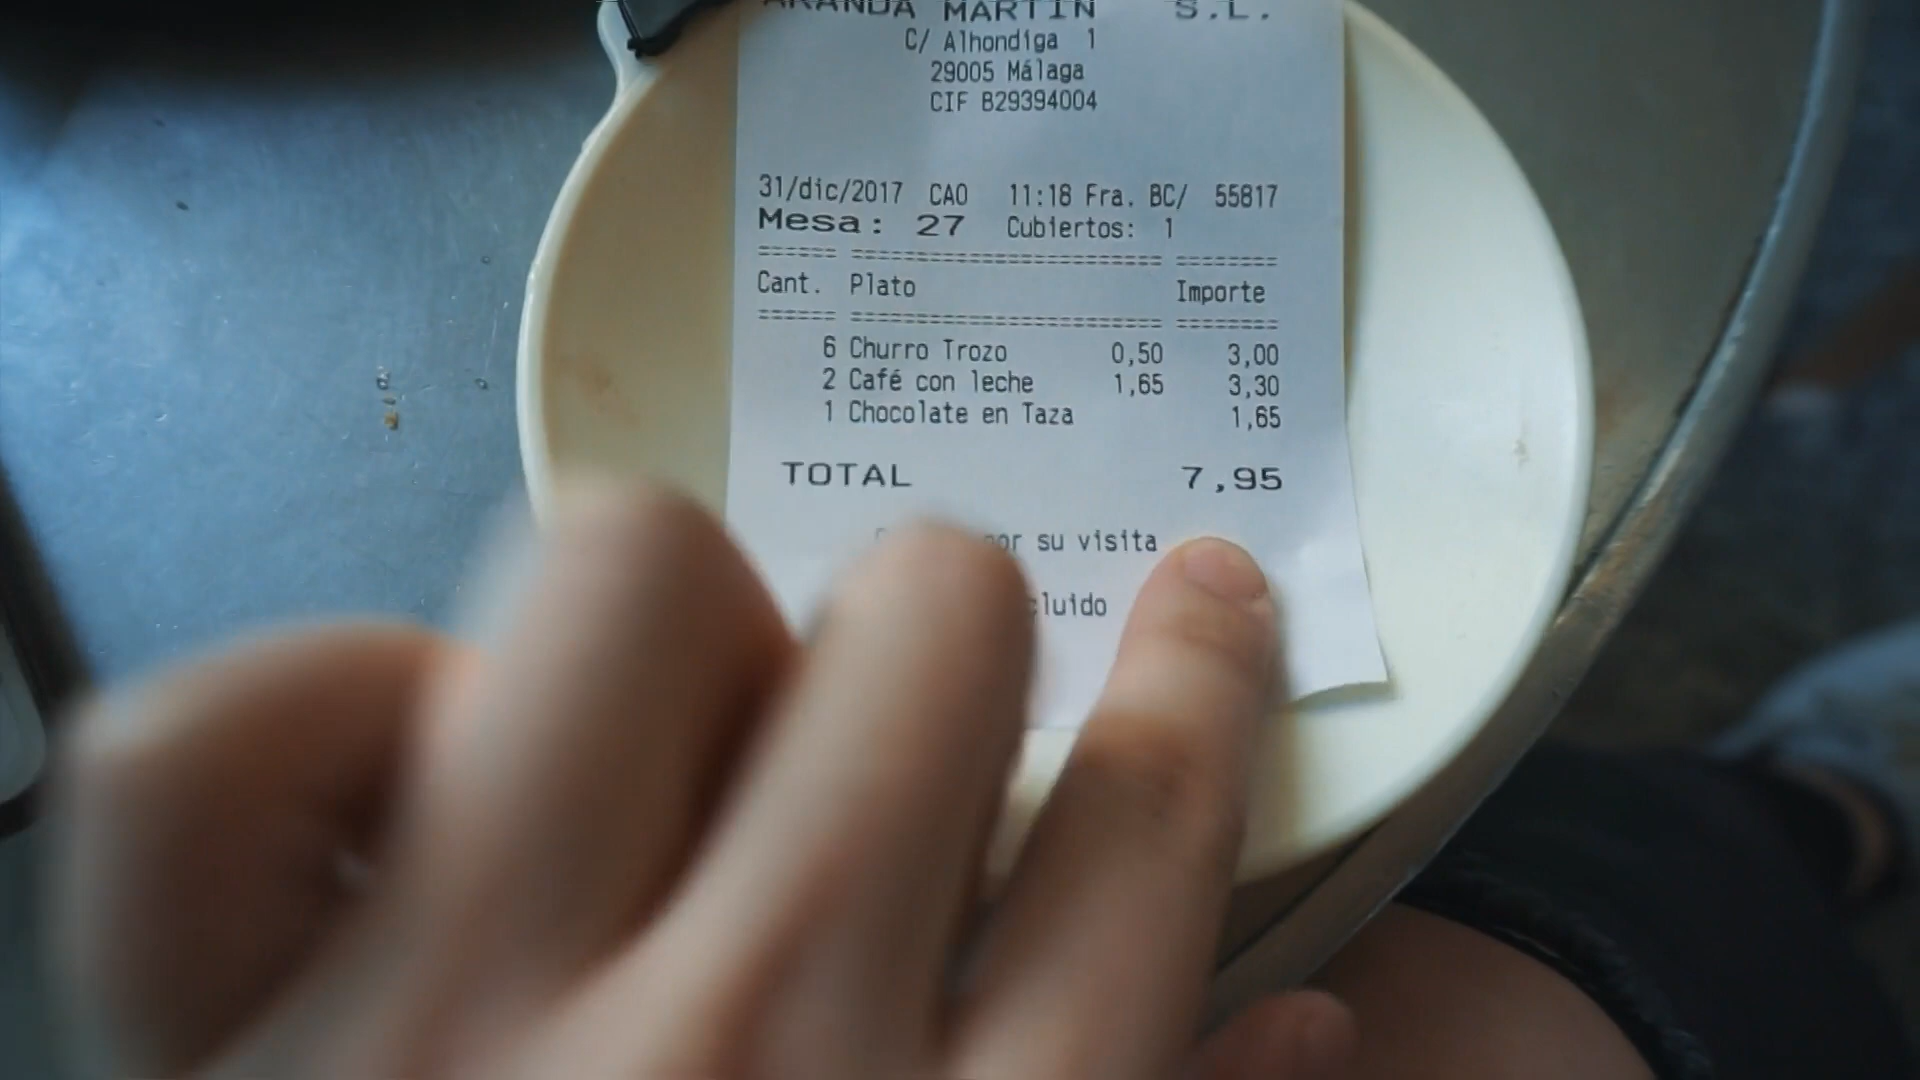 ARANDA MARTIN S.L.
C/ Alhondiga 1
29005 Málaga
CIF B29394004
31/dic/2017 CAO 11:18 Fra. BC/ 55817
Mesa: 27 Cubiertos: 1
====== ======================== ========
Cant. Plato Importe
====== ======================== ========
6 Churro Trozo 0,50 3,00
2 Café con leche 1,65 3,30
1 Chocolate en Taza 1,65
TOTAL 7,95
su visita